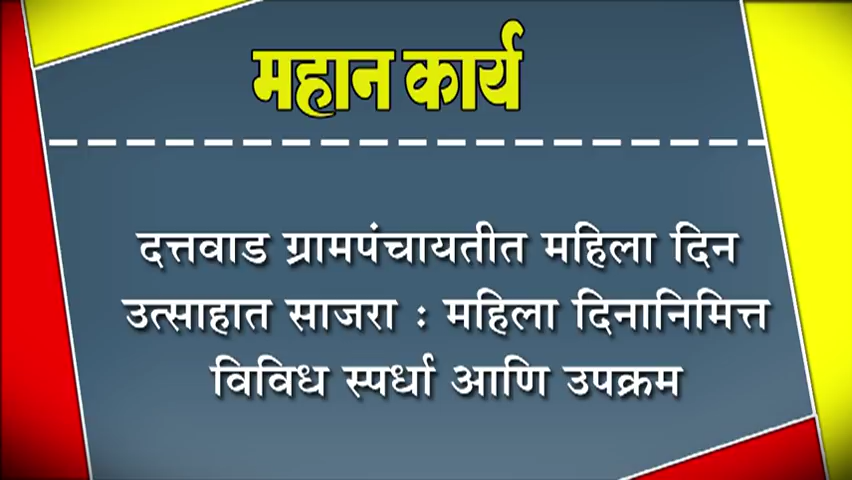 महान कार्य
दत्तवाड ग्रामपंचायतीत महिला दिन
उत्साहात साजरा : महिला दिनानिमित्त
विविध स्पर्धा आणि उपक्रम